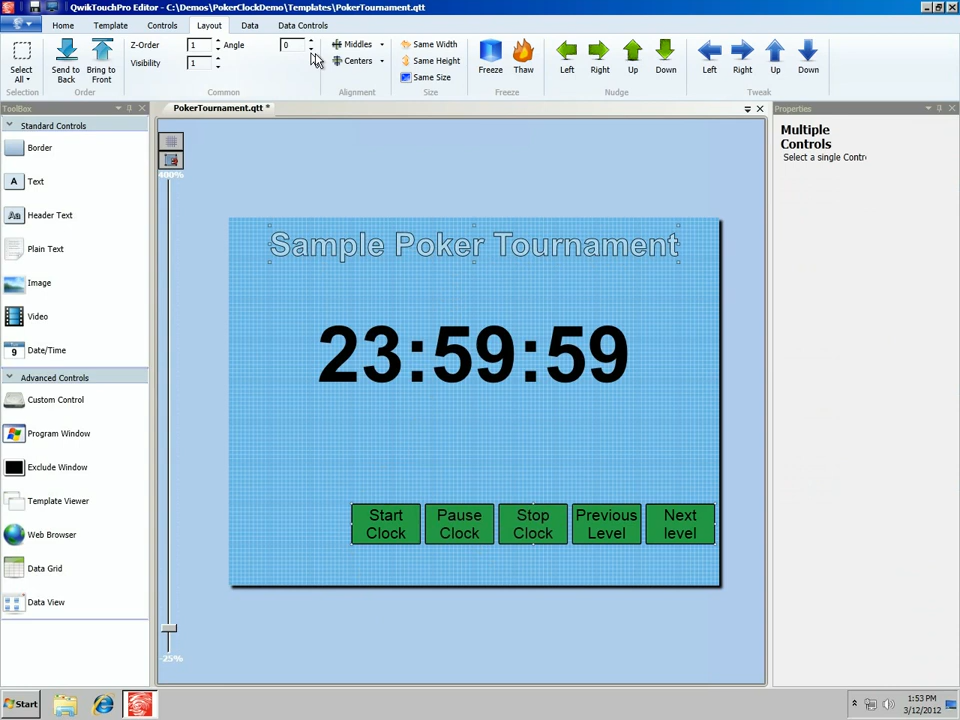 QwikTouchPro Editor - C:\Demos\PokerClockDemo\Templates\PokerTournament.qtt
Home Template Controls Layout Data Data Controls
Select All
Send to Back
Bring to Front
Z-Order 1 Angle 0
Visibility 1
Middles
Centers
Same Width
Same Height
Same Size
Freeze Thaw
Left Right Up Down
Left Right Up Down
Selection Order Common Alignment Size Freeze Nudge Tweak
ToolBox
PokerTournament.qtt *
Properties
Standard Controls
Border
Text
Header Text
Plain Text
Image
Video
Date/Time
Advanced Controls
Custom Control
Program Window
Exclude Window
Template Viewer
Web Browser
Data Grid
Data View
400%
-25%
Sample Poker Tournament
23:59:59
Start Clock
Pause Clock
Stop Clock
Previous Level
Next level
Multiple
Controls
Select a single Contr
Start
1:53 PM
3/12/2012